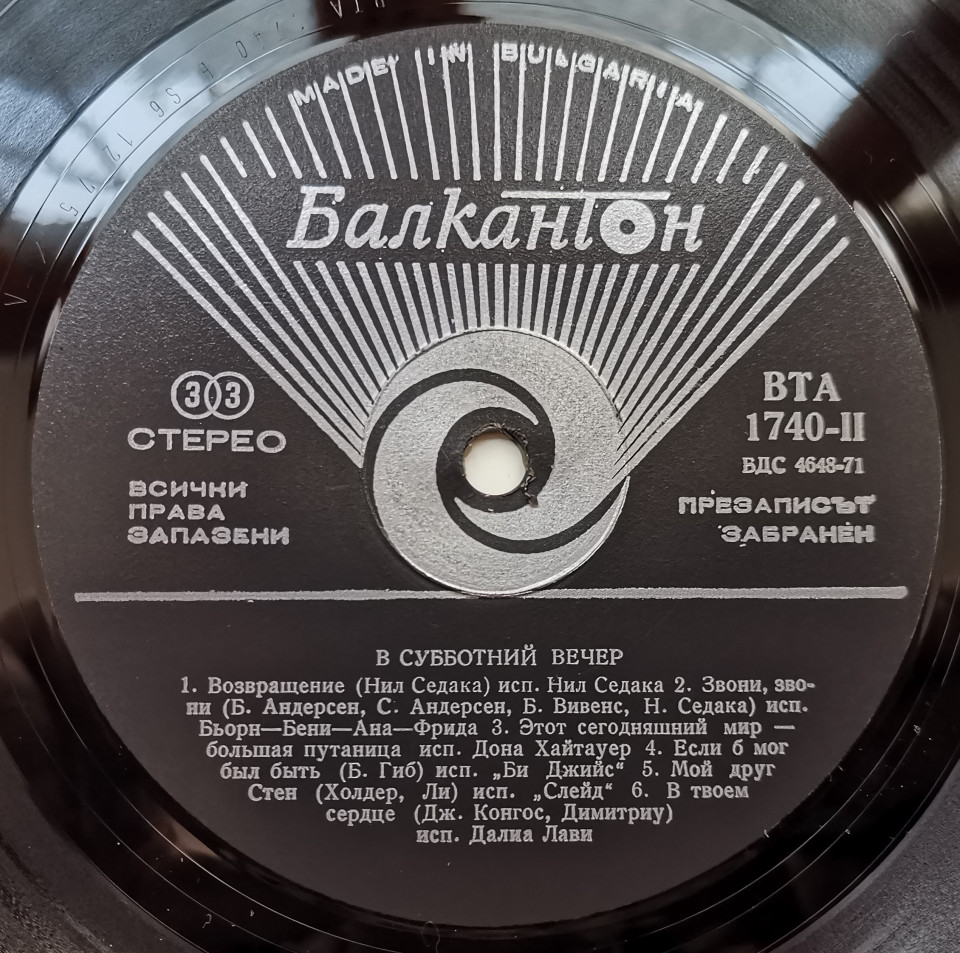 MADE IN BULGARIA
Балкантон
33
СТЕРЕО
ВСИЧКИ
ПРАВА
ЗАПАЗЕНИ
ВТА
1740-II
ВДС 4648-71
ПРЕЗАПИСЪТ
ЗАБРАНЕН
В СУББОТНИЙ ВЕЧЕР
1. Возвращение (Нил Седака) исп. Нил Седака 2. Звони, зво-
ни (Б. Андерсен, С. Андерсен, Б. Вивенс, Н. Седака) исп.
Бьорн—Бени—Ана—Фрида 3. Этот сегодняшний мир —
большая путаница исп. Дона Хайтауер 4. Если б мог
был быть (Б. Гиб) исп. „Би Джийс“ 5. Мой друг
Стен (Холдер, Ли) исп. „Слейд“ 6. В твоем
сердце (Дж. Конгос, Димитриу)
исп. Далиа Лави